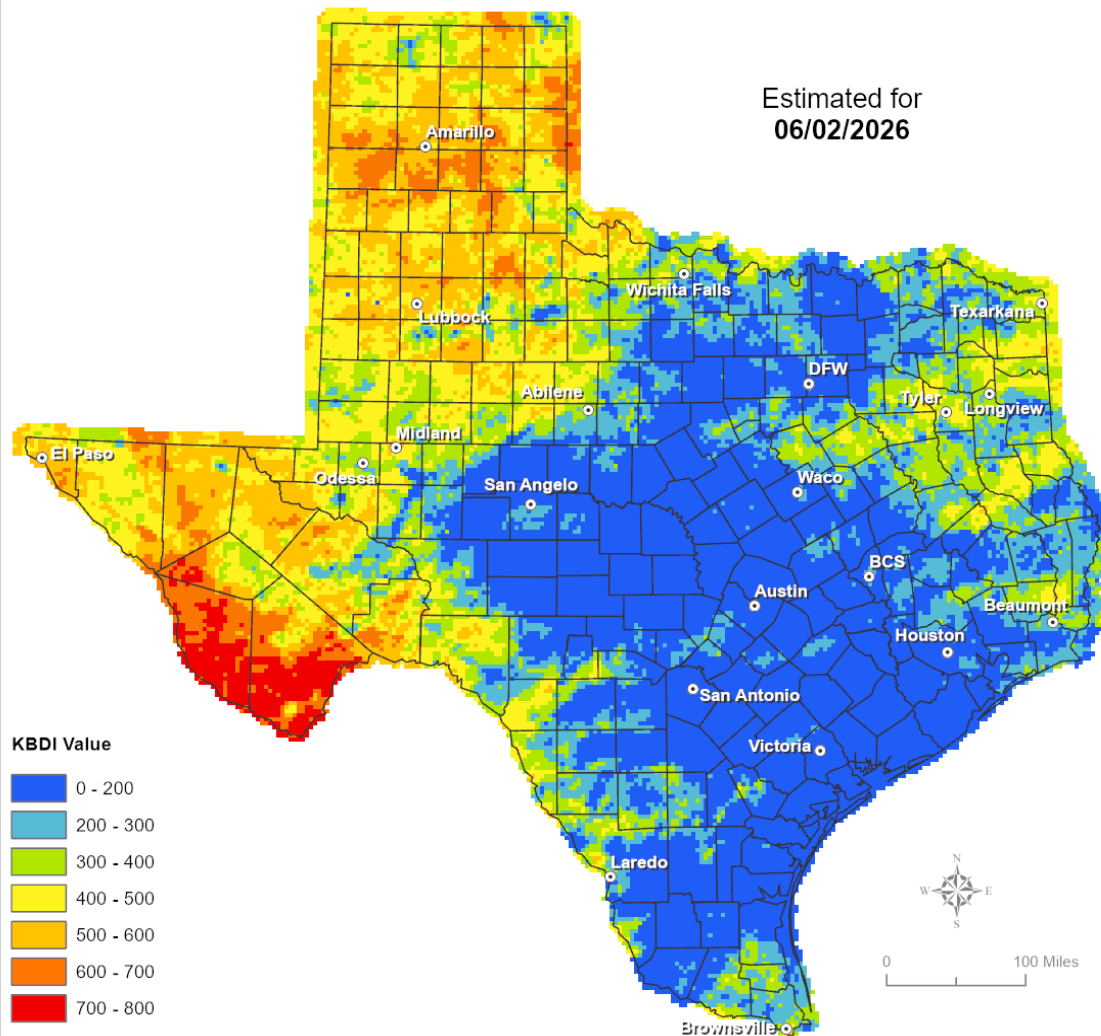 Estimated for
06/02/2026
Amarillo
Wichita Falls
Lubbock
Texarkana
DFW
Abilene
Tyler
Longview
Midland
El Paso
Odessa
San Angelo
Waco
BCS
Austin
Beaumont
Houston
San Antonio
Victoria
KBDI Value
0 - 200
200 - 300
300 - 400
400 - 500
500 - 600
600 - 700
700 - 800
Laredo
N
W E
S
0 100 Miles
Brownsville